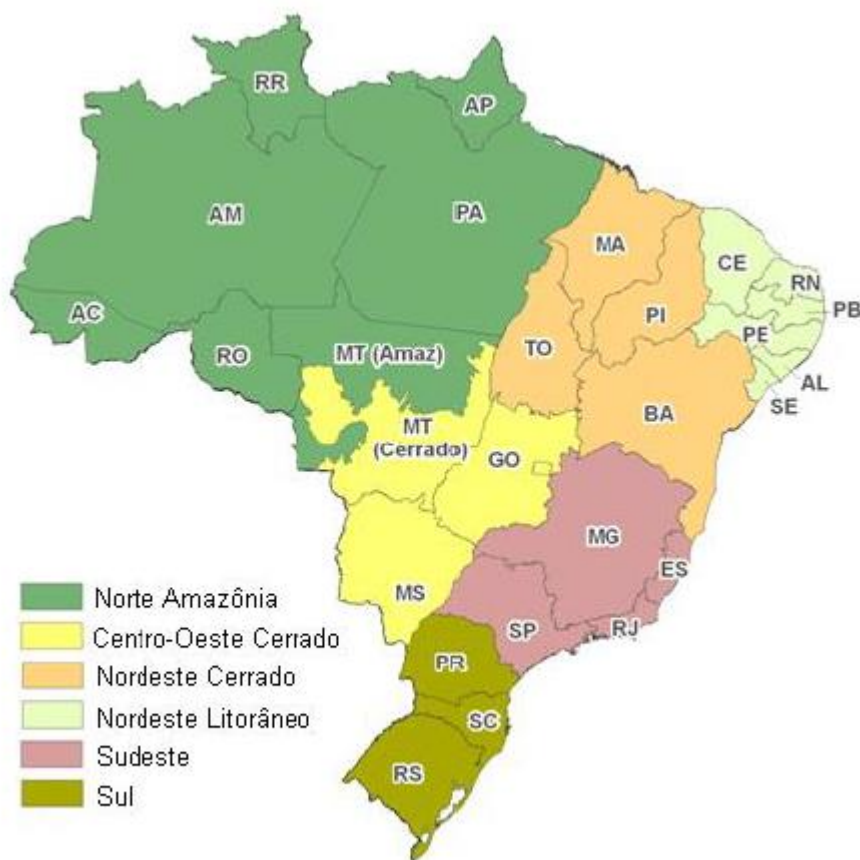 RR
AP
AM
PA
MA
CE
RN
PB
AC
PI
PE
RO
TO
MT (Amaz)
AL
SE
MT
(Cerrado)
BA
GO
MG
ES
MS
SP
RJ
PR
SC
RS
Norte Amazônia
Centro-Oeste Cerrado
Nordeste Cerrado
Nordeste Litorâneo
Sudeste
Sul